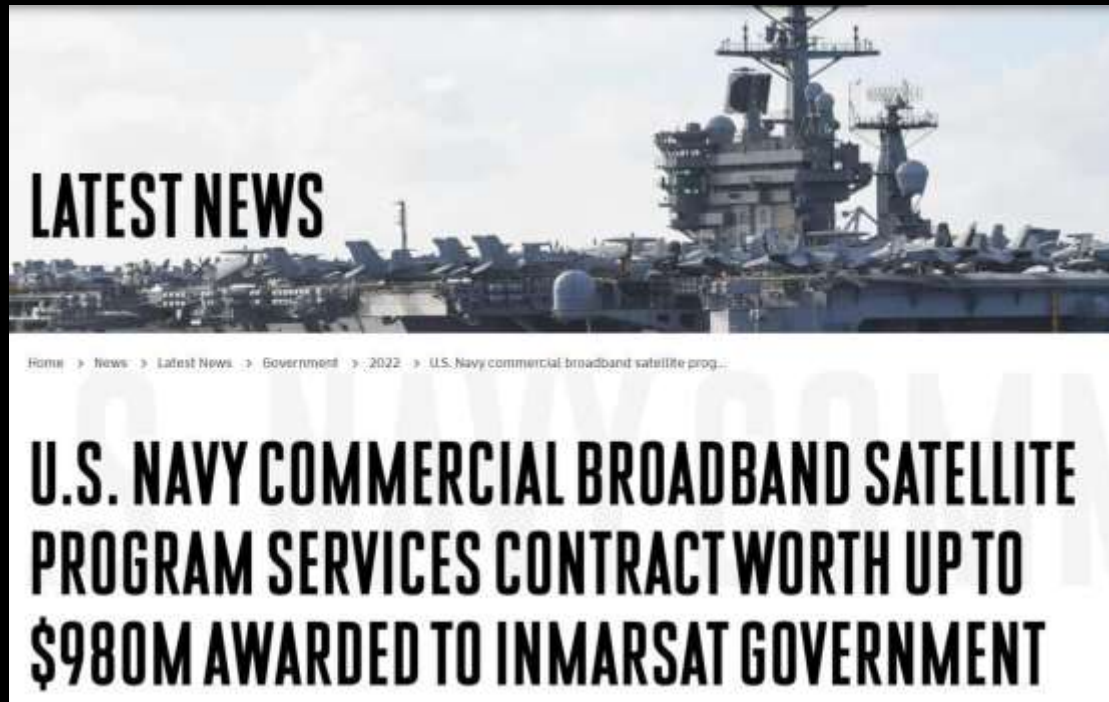 LATEST NEWS
Home > News > Latest News > Government > 2022 > U.S. Navy commercial broadband satellite prog...
U.S. NAVY COMMERCIAL BROADBAND SATELLITE
PROGRAM SERVICES CONTRACT WORTH UP TO
$980M AWARDED TO INMARSAT GOVERNMENT